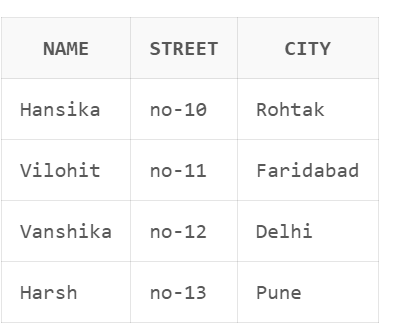 NAME STREET CITY
Hansika no-10 Rohtak
Vilohit no-11 Faridabad
Vanshika no-12 Delhi
Harsh no-13 Pune